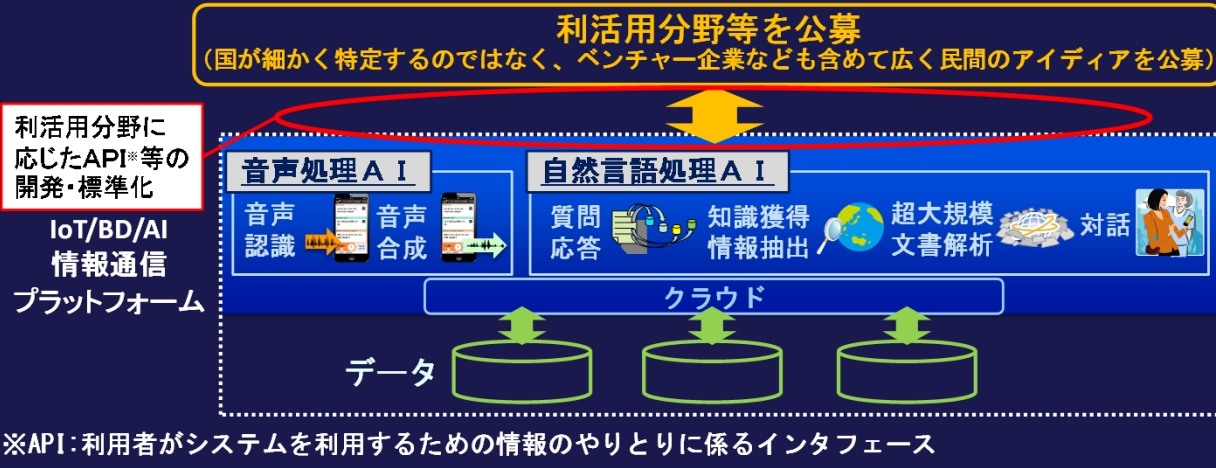 利活用分野等を公募
(国が細かく特定するのではなく、ベンチャー企業なども含めて広く民間のアイディアを公募)
利活用分野に
応じたAPI※等の
開発・標準化
IoT/BD/AI
情報通信
プラットフォーム
音声処理AI
音声
認識
音声
合成
自然言語処理AI
質問
応答
知識獲得
情報抽出
超大規模
文書解析
対話
クラウド
データ
※API:利用者がシステムを利用するための情報のやりとりに係るインタフェース